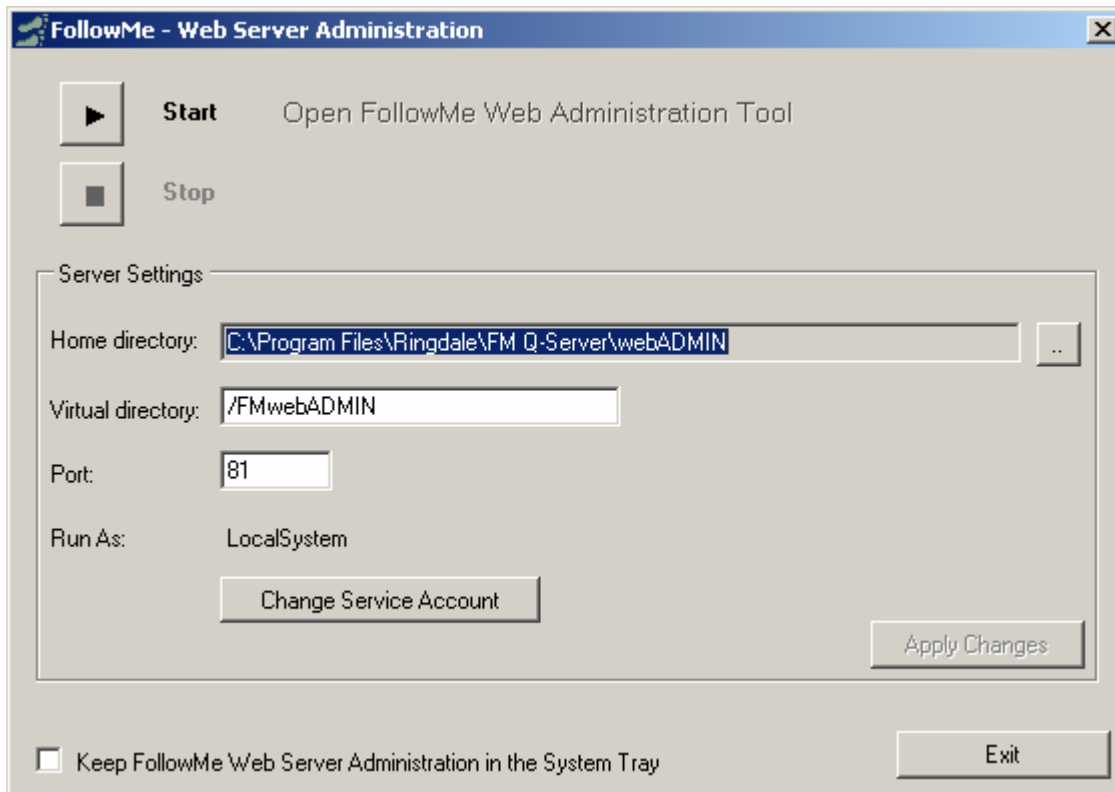 FollowMe - Web Server Administration
Start Open FollowMe Web Administration Tool
Stop
Server Settings
Home directory: C:\Program Files\Ringdale\FM Q-Server\webADMIN ..
Virtual directory: /FMwebADMIN
Port: 81
Run As: LocalSystem
Change Service Account
Apply Changes
Keep FollowMe Web Server Administration in the System Tray
Exit